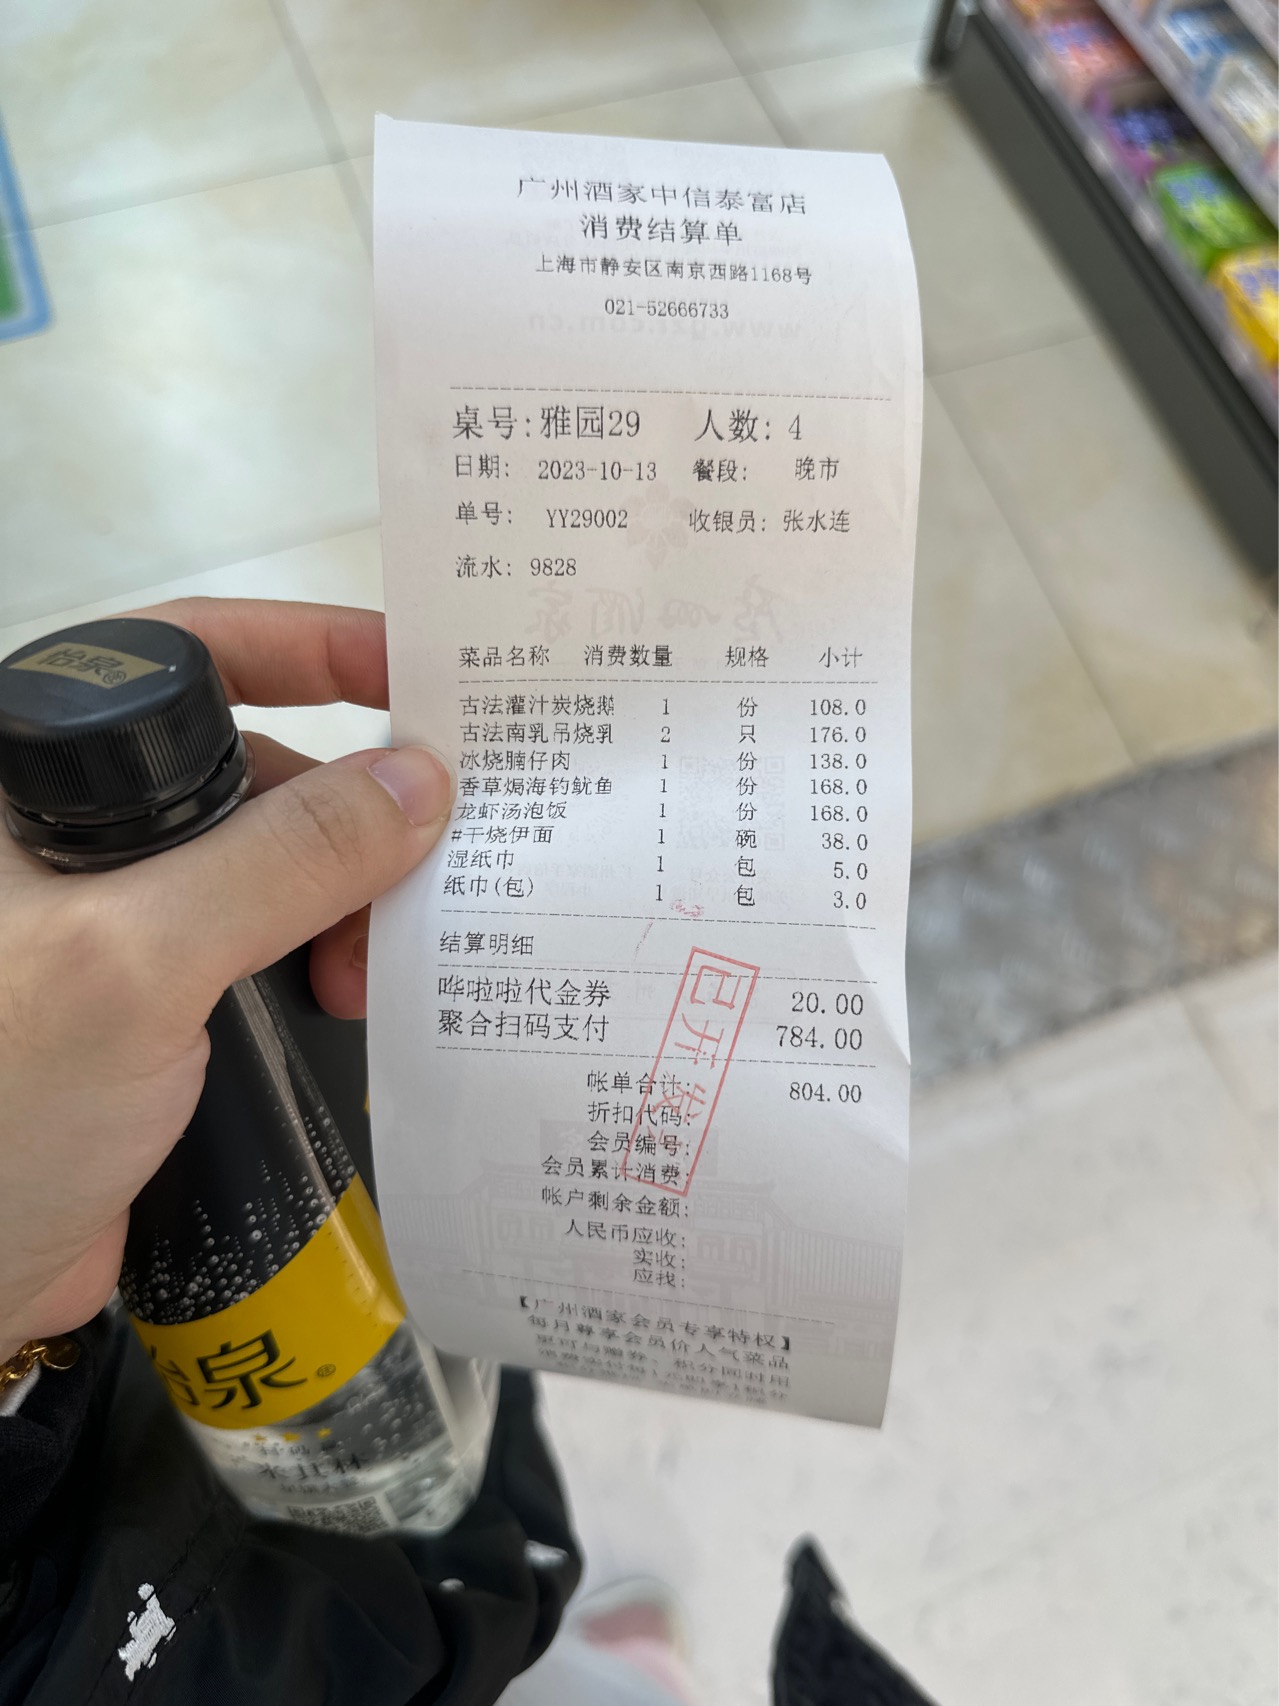 广州酒家中信泰富店
消费结算单
上海市静安区南京西路1168号
021-52666733
桌号:雅园29 人数: 4
日期: 2023-10-13 餐段: 晚市
单号: YY29002 收银员: 张水连
流水: 9828
菜品名称 消费数量 规格 小计
古法灌汁炭烧鹅 1 份 108.0
古法南乳吊烧乳 2 只 176.0
冰烧腩仔肉 1 份 138.0
香草焗海钓鱿鱼 1 份 168.0
龙虾汤泡饭 1 份 168.0
#干烧伊面 1 碗 38.0
湿纸巾 1 包 5.0
纸巾(包) 1 包 3.0
结算明细
哗啦啦代金券 20.00
聚合扫码支付 784.00
帐单合计: 804.00
折扣代码:
会员编号:
会员累计消费:
帐户剩余金额:
人民币应收:
实收:
应找:
【广州酒家会员专享特权】
每月尊享会员价人气菜品
已开发
怡泉
怡泉